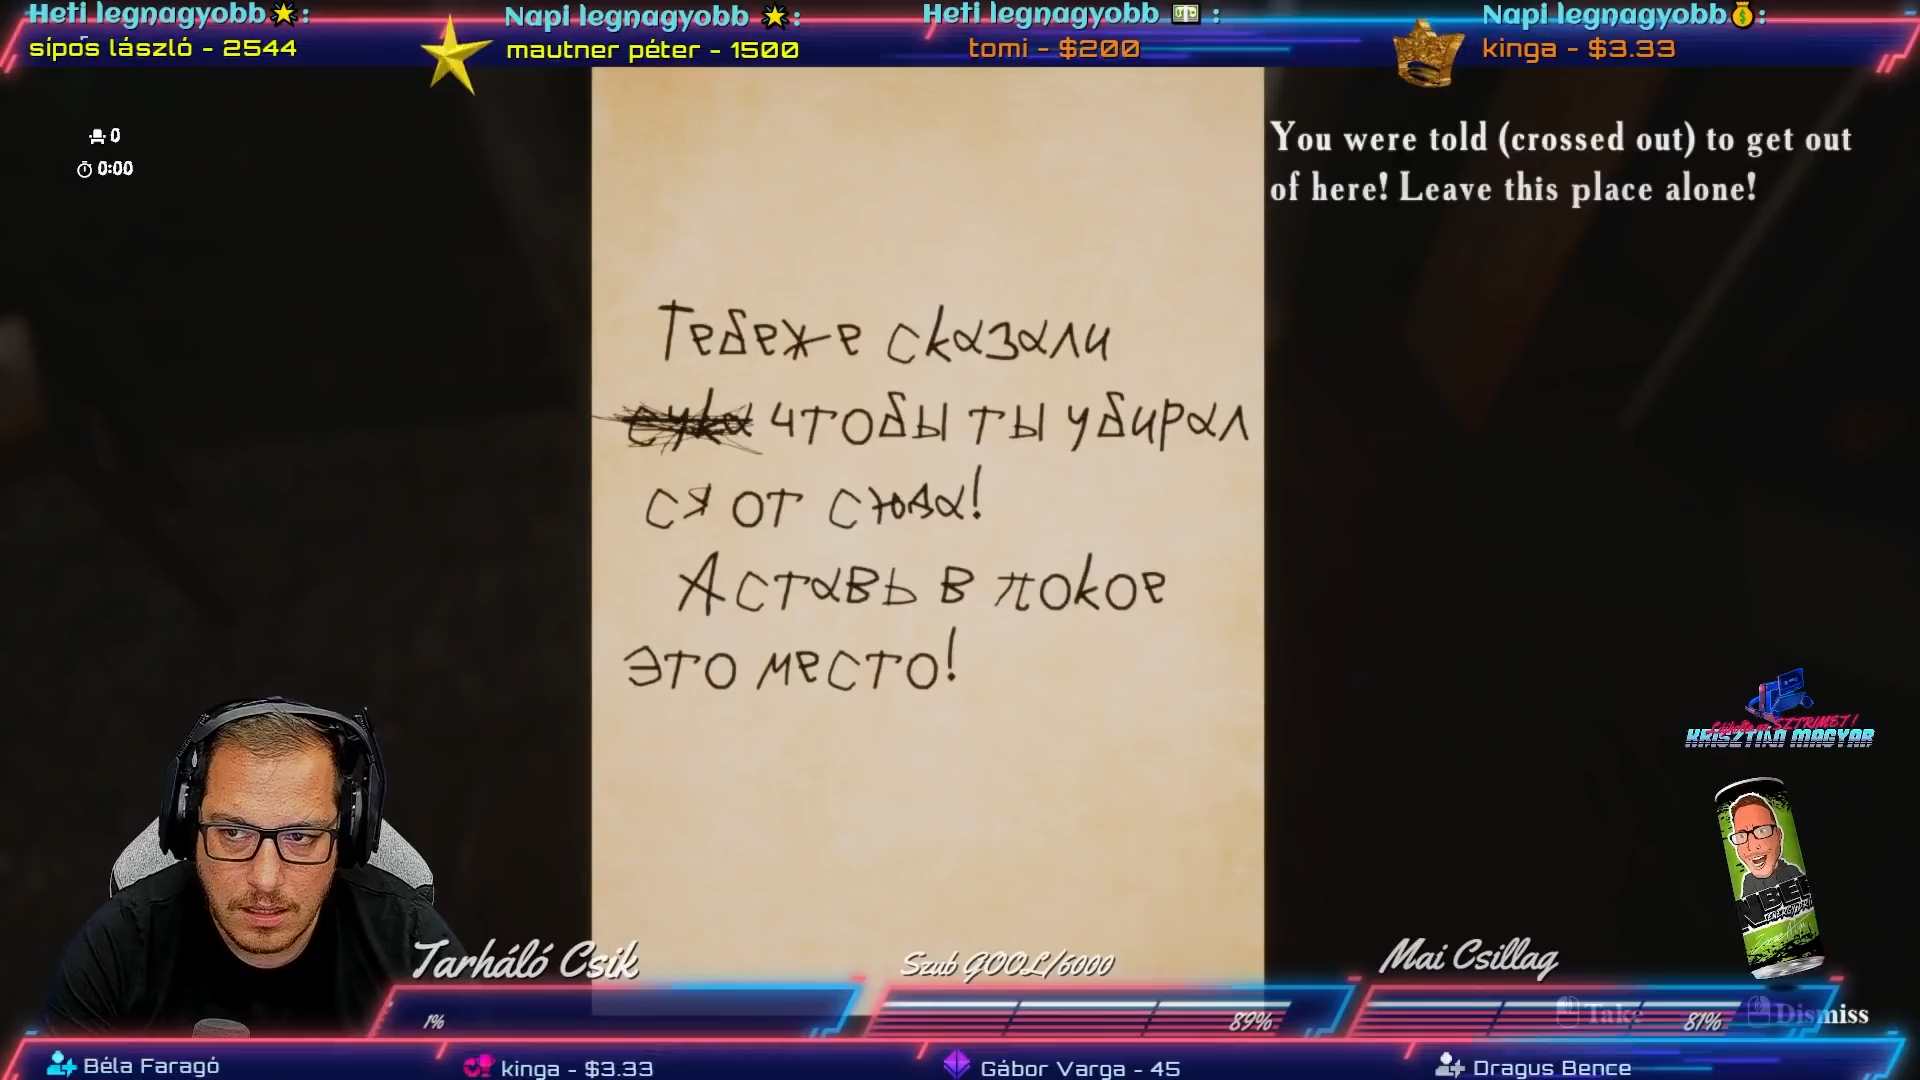 Heti legnagyobb :
sípos lászló - 2544
Napi legnagyobb :
mautner péter - 1500
Heti legnagyobb :
tomi - $200
Napi legnagyobb :
kinga - $3.33
0
0:00
You were told (crossed out) to get out
of here! Leave this place alone!
Тебеже сказали
сука чтобы ты убирал
ся от сюда!
Аставь в покое
это место!
KRISZTIÁN MAGYAR
Tarháló Csík
1%
Szub GOOL/6000
89%
Mai Csillag
81%
Take
Dismiss
Béla Faragó
kinga - $3.33
Gábor Varga - 45
Dragus Bence